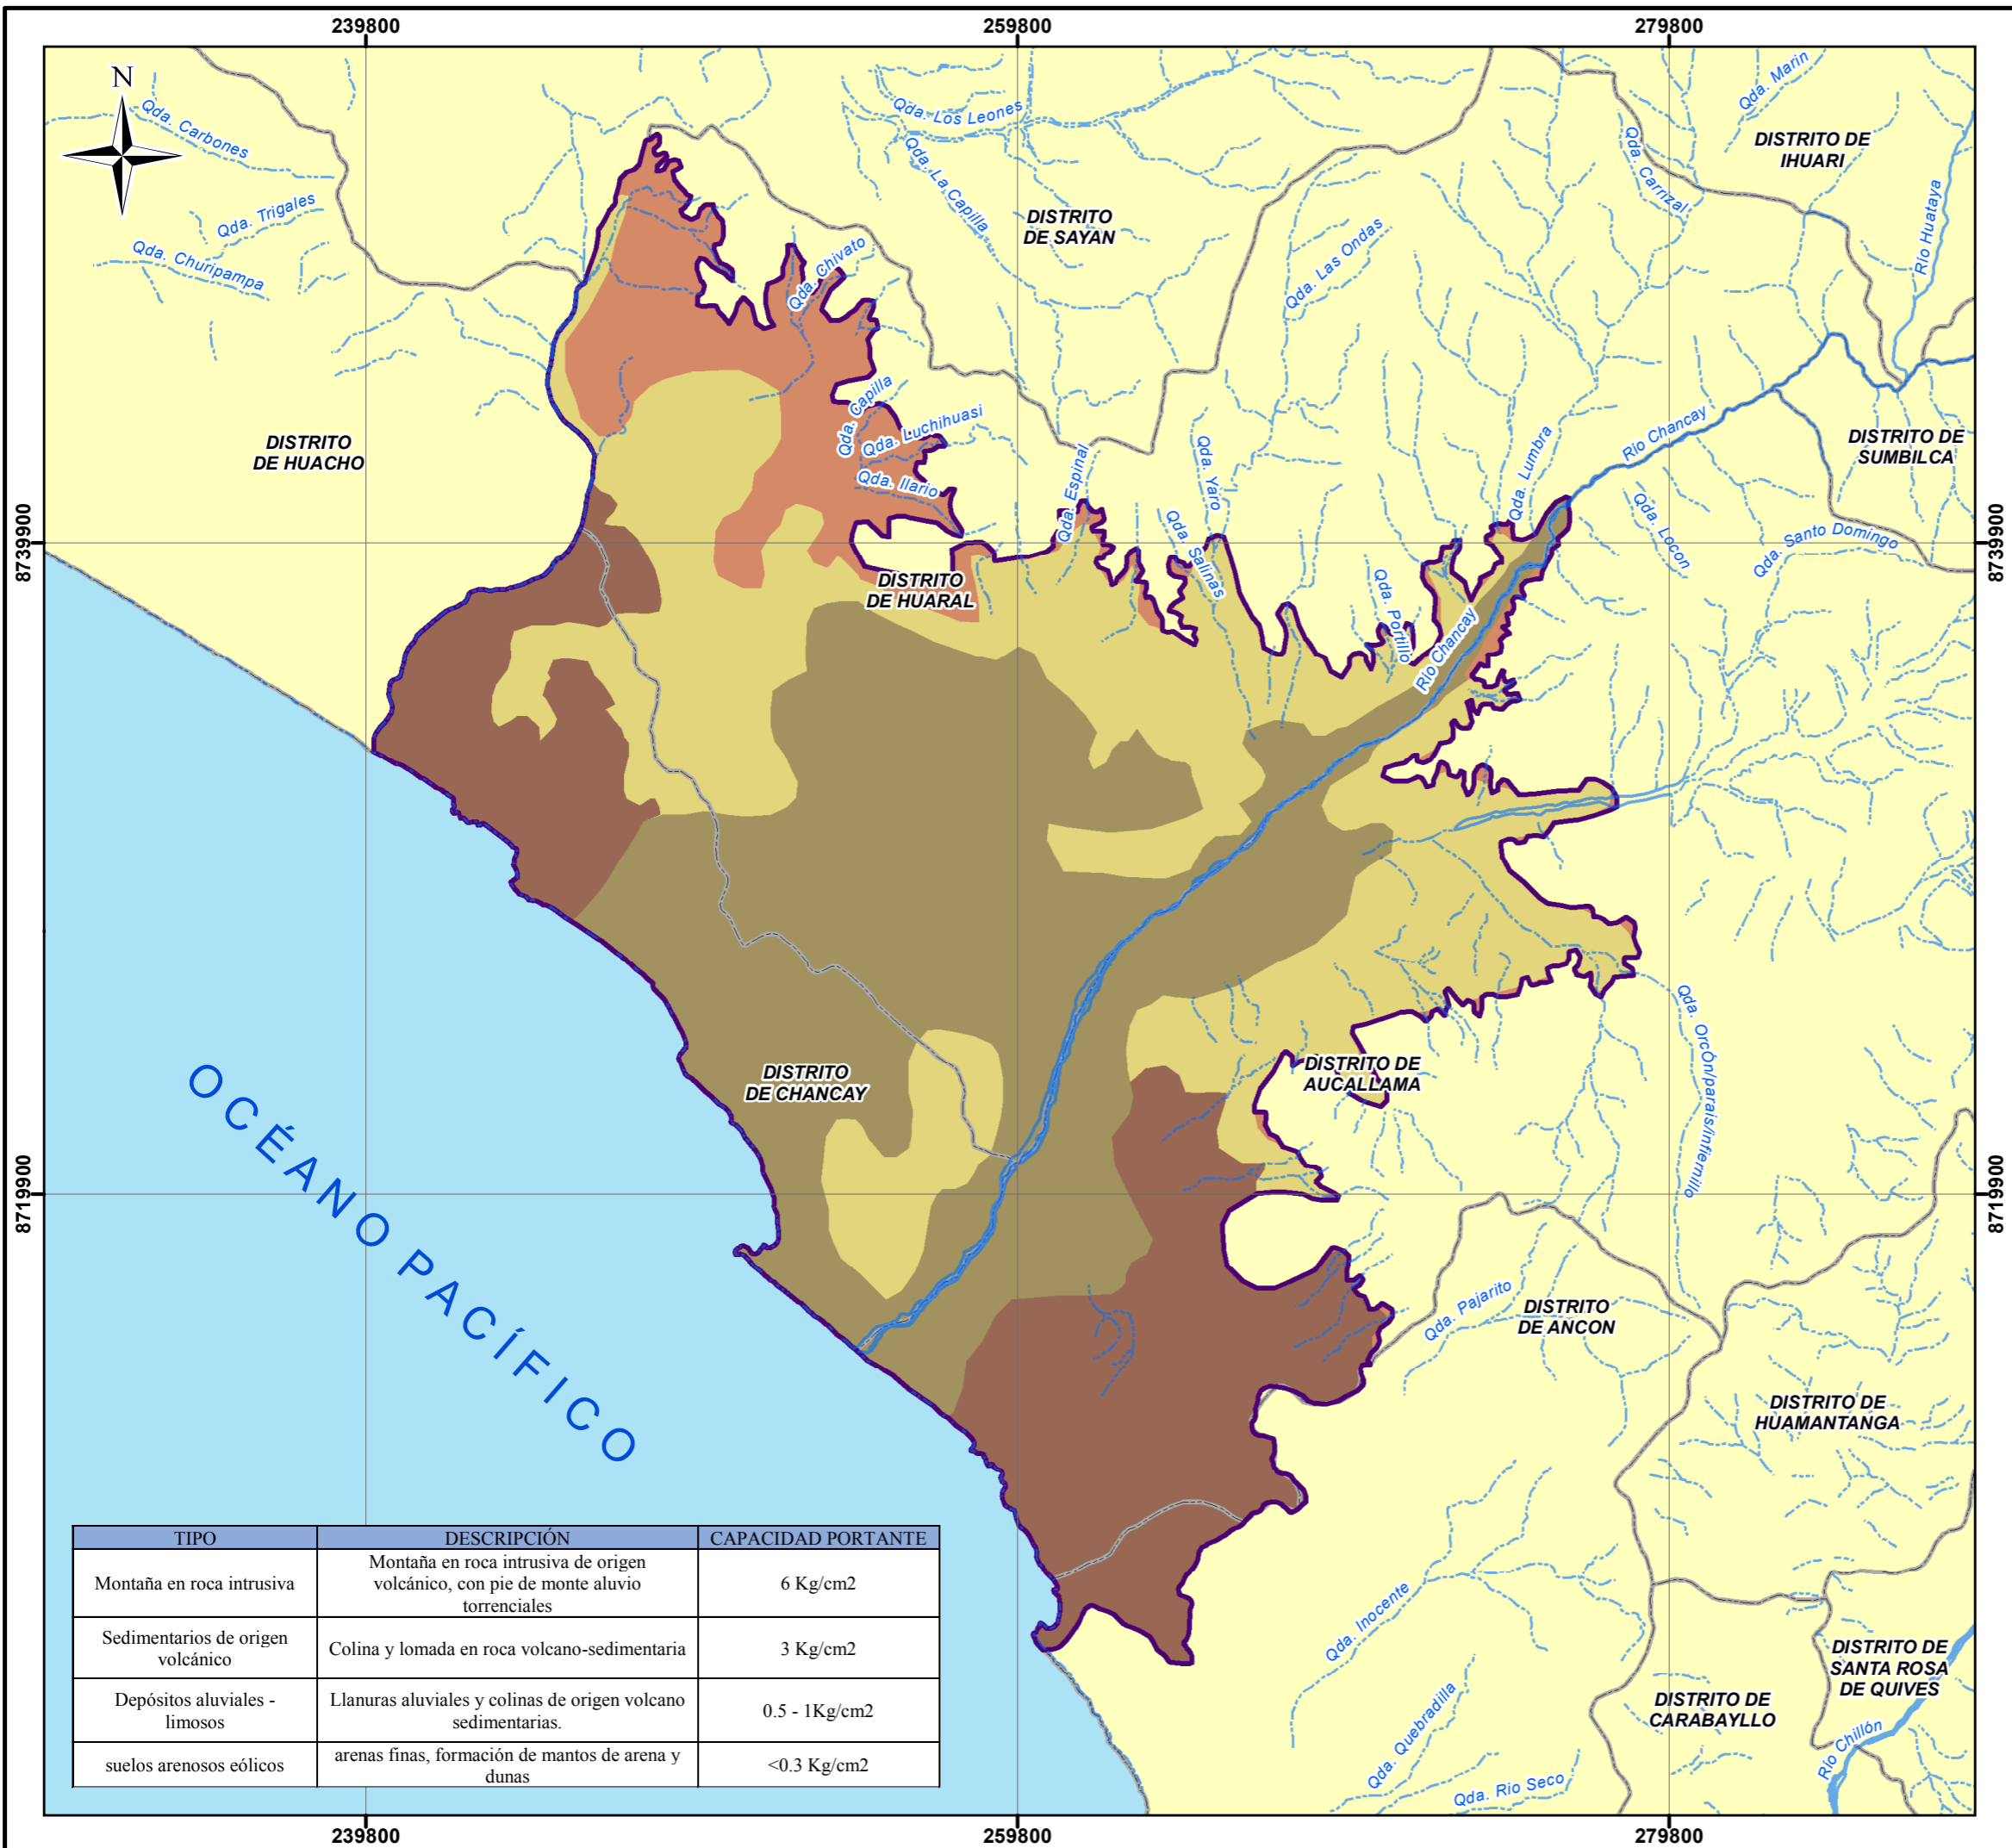 239800
259800
279800
N
Qda. Carbones
Qda. Trigales
Qda. Churipampa
Qda. Los Leones
Qda. La Capilla
Qda. Marin
DISTRITO DE
IHUARI
Qda. Carrizal
Rio Huataya
DISTRITO
DE SAYAN
Qda. Chivato
Qda. Las Ondas
DISTRITO
DE HUACHO
Qda. Capilla
Qda. Luchihuasi
Qda. Ilario
Qda. Espinal
Qda. Yaro
Qda. Salinas
Qda. Lumbra
Rio Chancay
DISTRITO DE
SUMBILCA
Qda. Locon
Qda. Santo Domingo
8739900
8739900
DISTRITO
DE HUARAL
Qda. Portillo
Rio Chancay
Qda. OrcÓn/parais/infiernillo
DISTRITO
DE CHANCAY
DISTRITO DE
AUCALLAMA
OCÉANO PACÍFICO
8719900
8719900
Qda. Pajarito
DISTRITO
DE ANCON
DISTRITO DE
HUAMANTANGA
TIPO DESCRIPCIÓN CAPACIDAD PORTANTE
Montaña en roca intrusiva Montaña en roca intrusiva de origen
volcánico, con pie de monte aluvio
torrenciales 6 Kg/cm2
Sedimentarios de origen
volcánico Colina y lomada en roca volcano-sedimentaria 3 Kg/cm2
Depósitos aluviales -
limosos Llanuras aluviales y colinas de origen volcano
sedimentarias. 0.5 - 1Kg/cm2
suelos arenosos eólicos arenas finas, formación de mantos de arena y
dunas <0.3 Kg/cm2
Qda. Inocente
Qda. Quebradilla
Qda. Rio Seco
DISTRITO DE
SANTA ROSA
DE QUIVES
DISTRITO DE
CARABAYLLO
Rio Chillón
239800
259800
279800